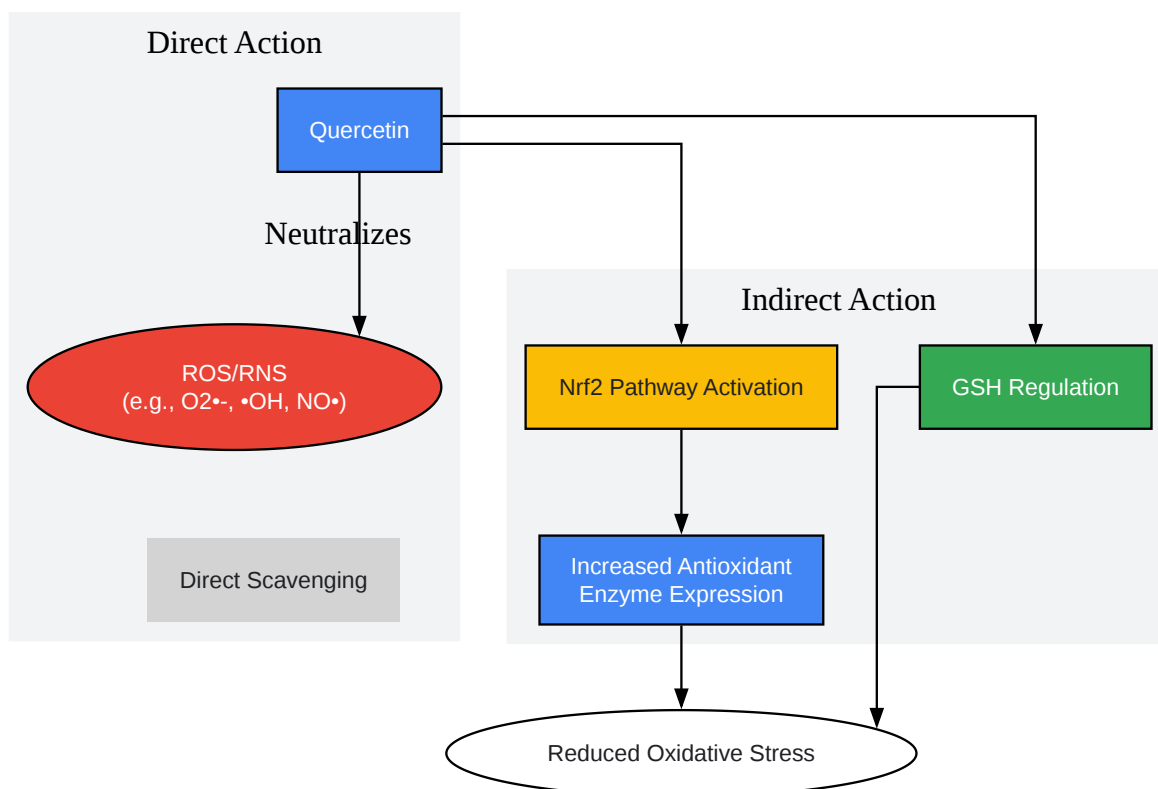 Direct Action
Quercetin
Neutralizes
ROS/RNS
(e.g., O2•-, •OH, NO•)
Direct Scavenging
Indirect Action
Nrf2 Pathway Activation
GSH Regulation
Increased Antioxidant
Enzyme Expression
Reduced Oxidative Stress